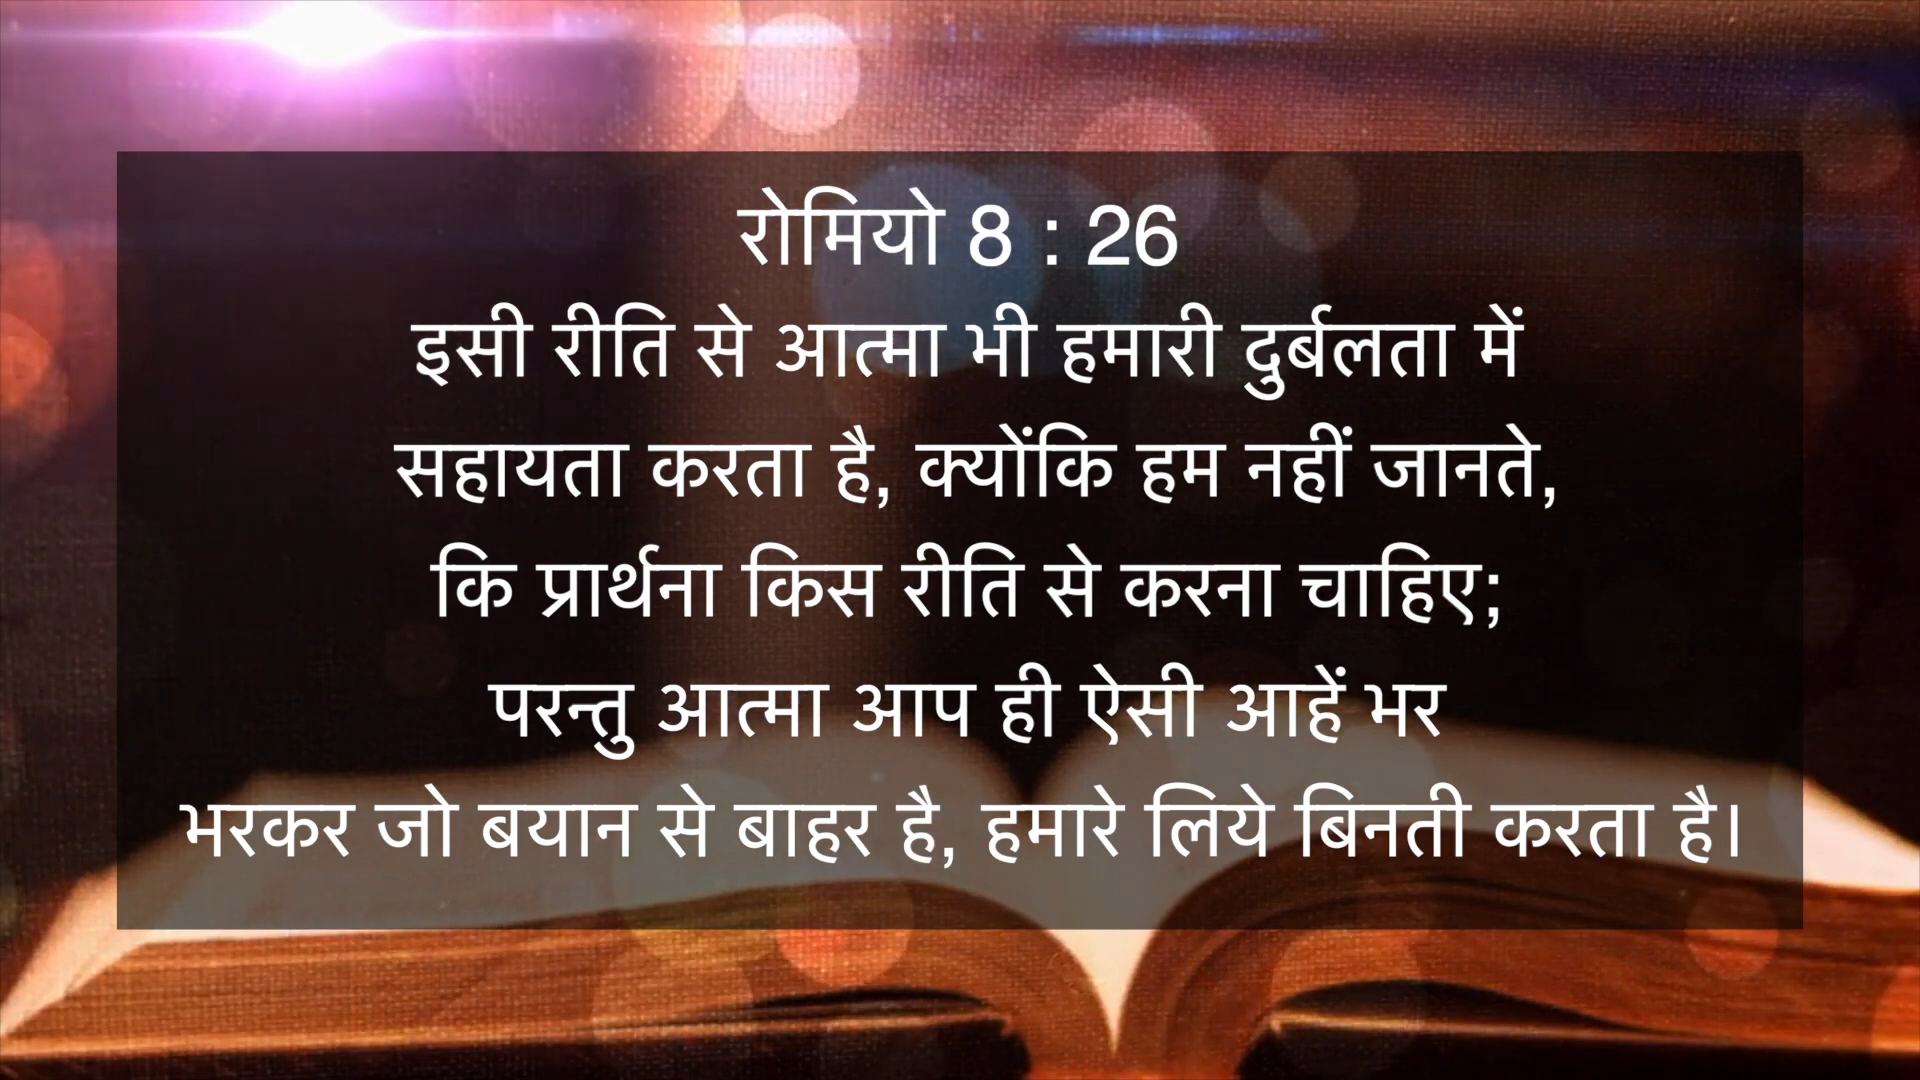 रोमियो 8 : 26
इसी रीति से आत्मा भी हमारी दुर्बलता में
सहायता करता है, क्योंकि हम नहीं जानते,
कि प्रार्थना किस रीति से करना चाहिए;
परन्तु आत्मा आप ही ऐसी आहें भर
भरकर जो बयान से बाहर है, हमारे लिये बिनती करता है।